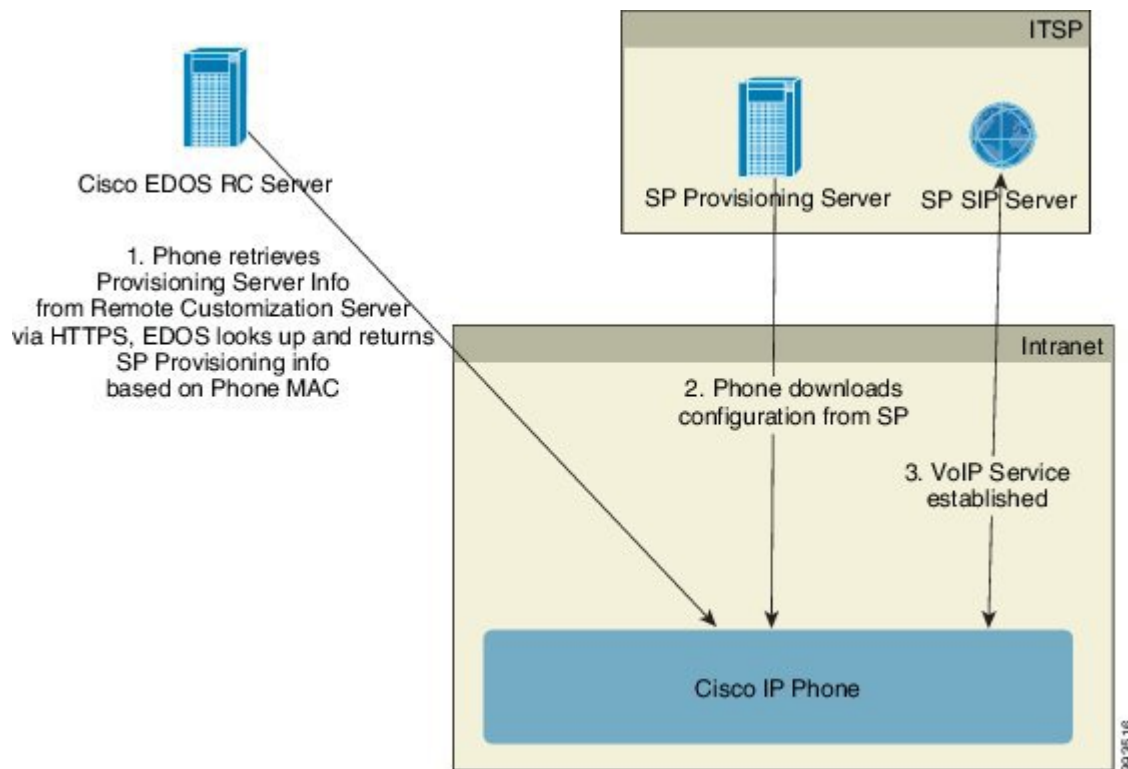 ITSP
Cisco EDOS RC Server
SP Provisioning Server
SP SIP Server
1. Phone retrieves
Provisioning Server Info
from Remote Customization Server
via HTTPS, EDOS looks up and returns
SP Provisioning info
based on Phone MAC
Intranet
2. Phone downloads
configuration from SP
3. VoIP Service
established
Cisco IP Phone